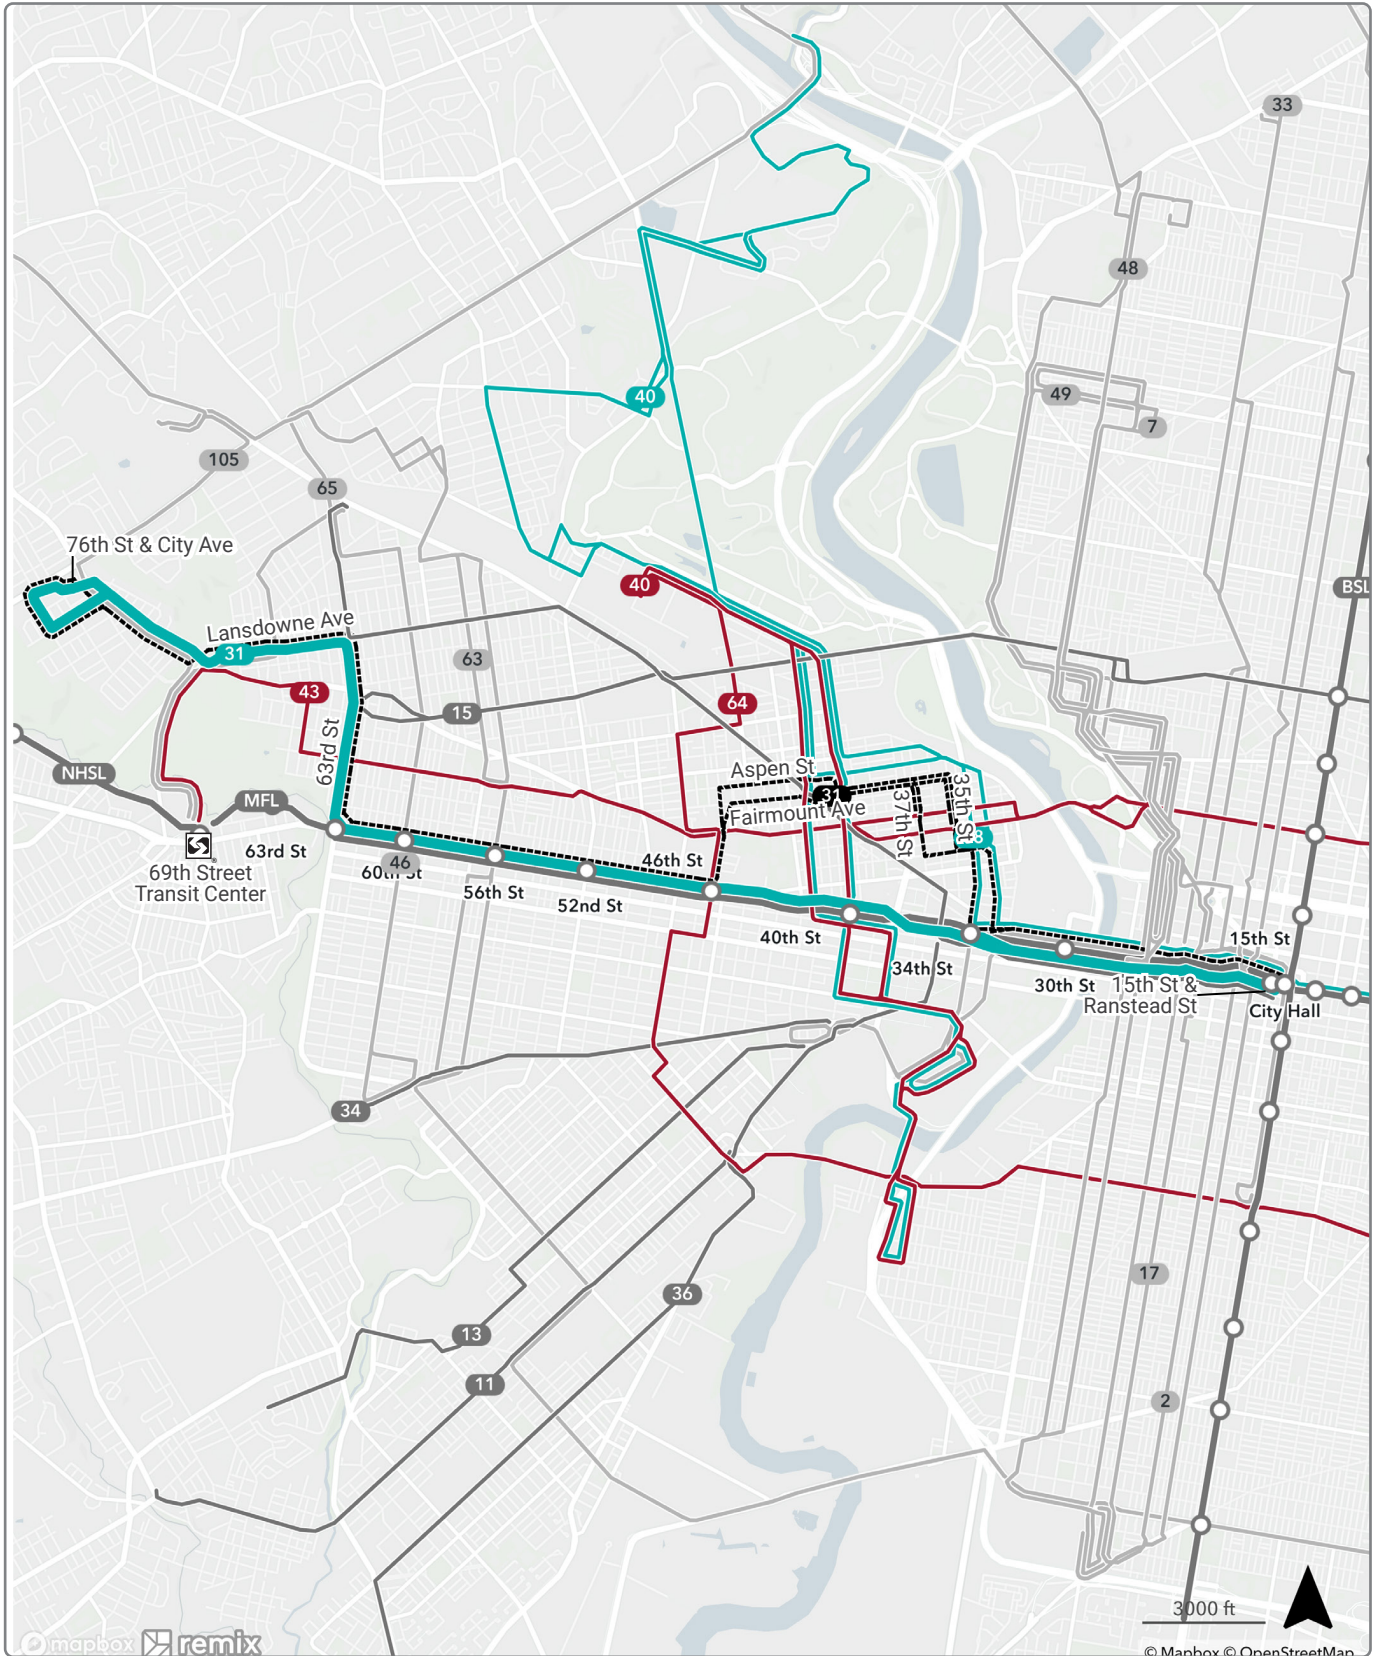 33
48
40
49
7
105
65
76th St & City Ave
40
BSL
Lansdowne Ave
31
63
43
64
15
63rd St
NHSL
MFL
Aspen St
31
37th St
35th St
Fairmount Ave
63rd St
46
60th St
46th St
69th Street
Transit Center
56th St
52nd St
40th St
15th St
34th St
30th St
15th St &
Ranstead St
City Hall
34
17
36
13
11
2
3000 ft
mapbox
remix
© Mapbox © OpenStreetMap